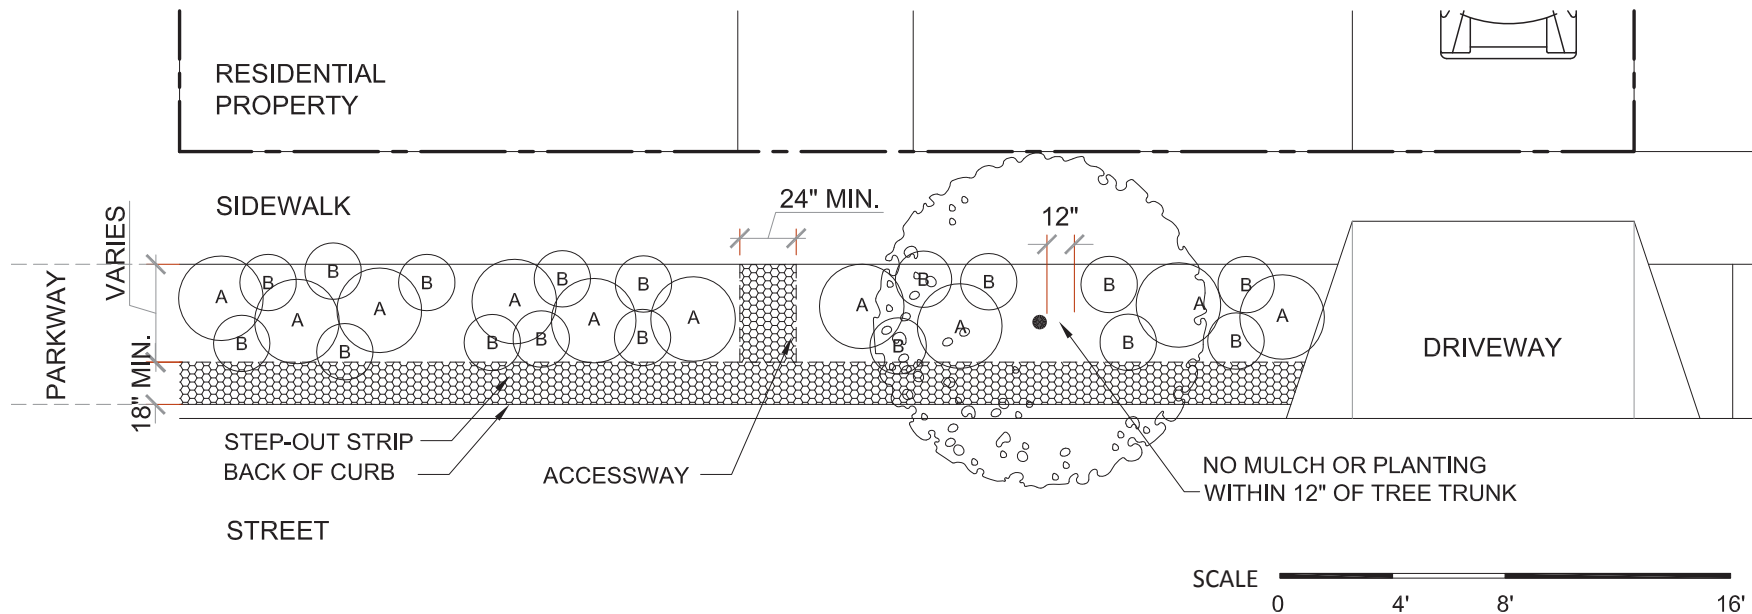 RESIDENTIAL
PROPERTY
SIDEWALK
24" MIN.
12"
VARIES
PARKWAY
18" MIN.
B
B
B
B
B
B
B
B
B
B
A
A
A
A
A
A
A
A
A
A
B
B
B
B
B
B
B
B
B
DRIVEWAY
STEP-OUT STRIP
BACK OF CURB
ACCESSWAY
NO MULCH OR PLANTING
WITHIN 12" OF TREE TRUNK
STREET
SCALE
0 4' 8' 16'